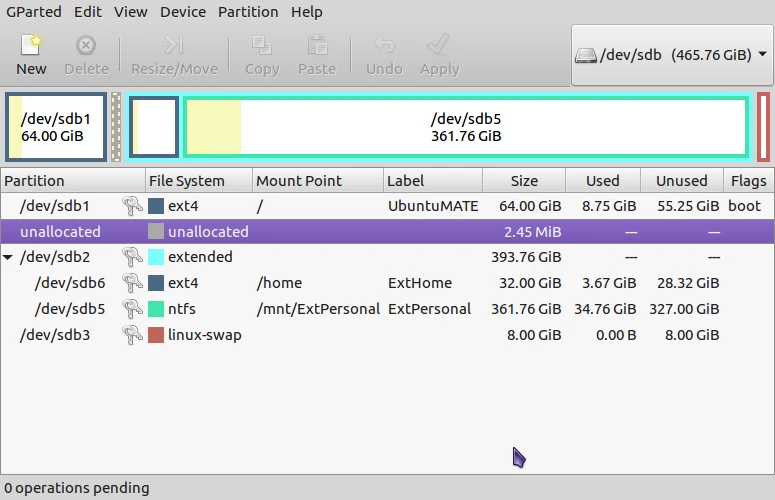 GParted Edit View Device Partition Help
New Delete Resize/Move Copy Paste Undo Apply /dev/sdb (465.76 GiB)
/dev/sdb1 /dev/sdb5
64.00 GiB 361.76 GiB
Partition File System Mount Point Label Size Used Unused Flags
/dev/sdb1 ext4 / UbuntuMATE 64.00 GiB 8.75 GiB 55.25 GiB boot
unallocated unallocated 2.45 MiB --- ---
/dev/sdb2 extended 393.76 GiB --- ---
/dev/sdb6 ext4 /home ExtHome 32.00 GiB 3.67 GiB 28.32 GiB
/dev/sdb5 ntfs /mnt/ExtPersonal ExtPersonal 361.76 GiB 34.76 GiB 327.00 GiB
/dev/sdb3 linux-swap 8.00 GiB 0.00 B 8.00 GiB
0 operations pending